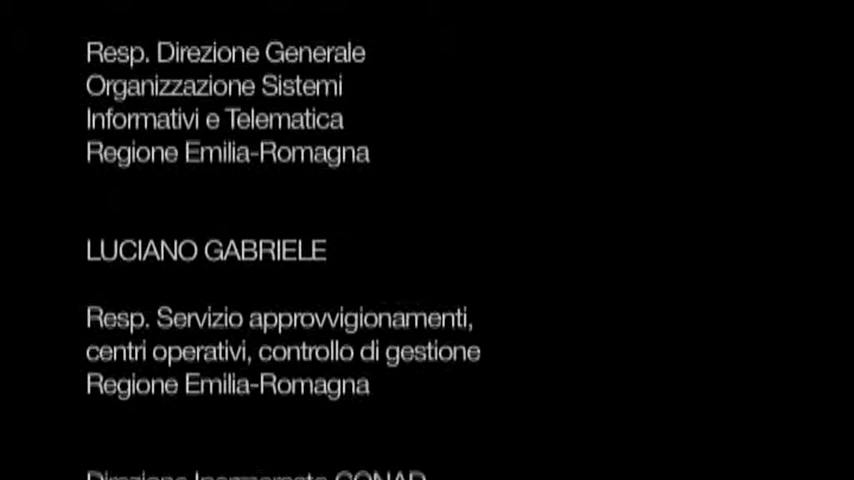 Resp. Direzione Generale
Organizzazione Sistemi
Informativi e Telematica
Regione Emilia-Romagna
LUCIANO GABRIELE
Resp. Servizio approvvigionamenti,
centri operativi, controllo di gestione
Regione Emilia-Romagna
Direzione CONAD